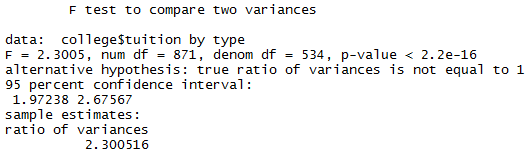 F test to compare two variances
data: college$tuition by type
F = 2.3005, num df = 871, denom df = 534, p-value < 2.2e-16
alternative hypothesis: true ratio of variances is not equal to 1
95 percent confidence interval:
1.97238 2.67567
sample estimates:
ratio of variances
2.300516